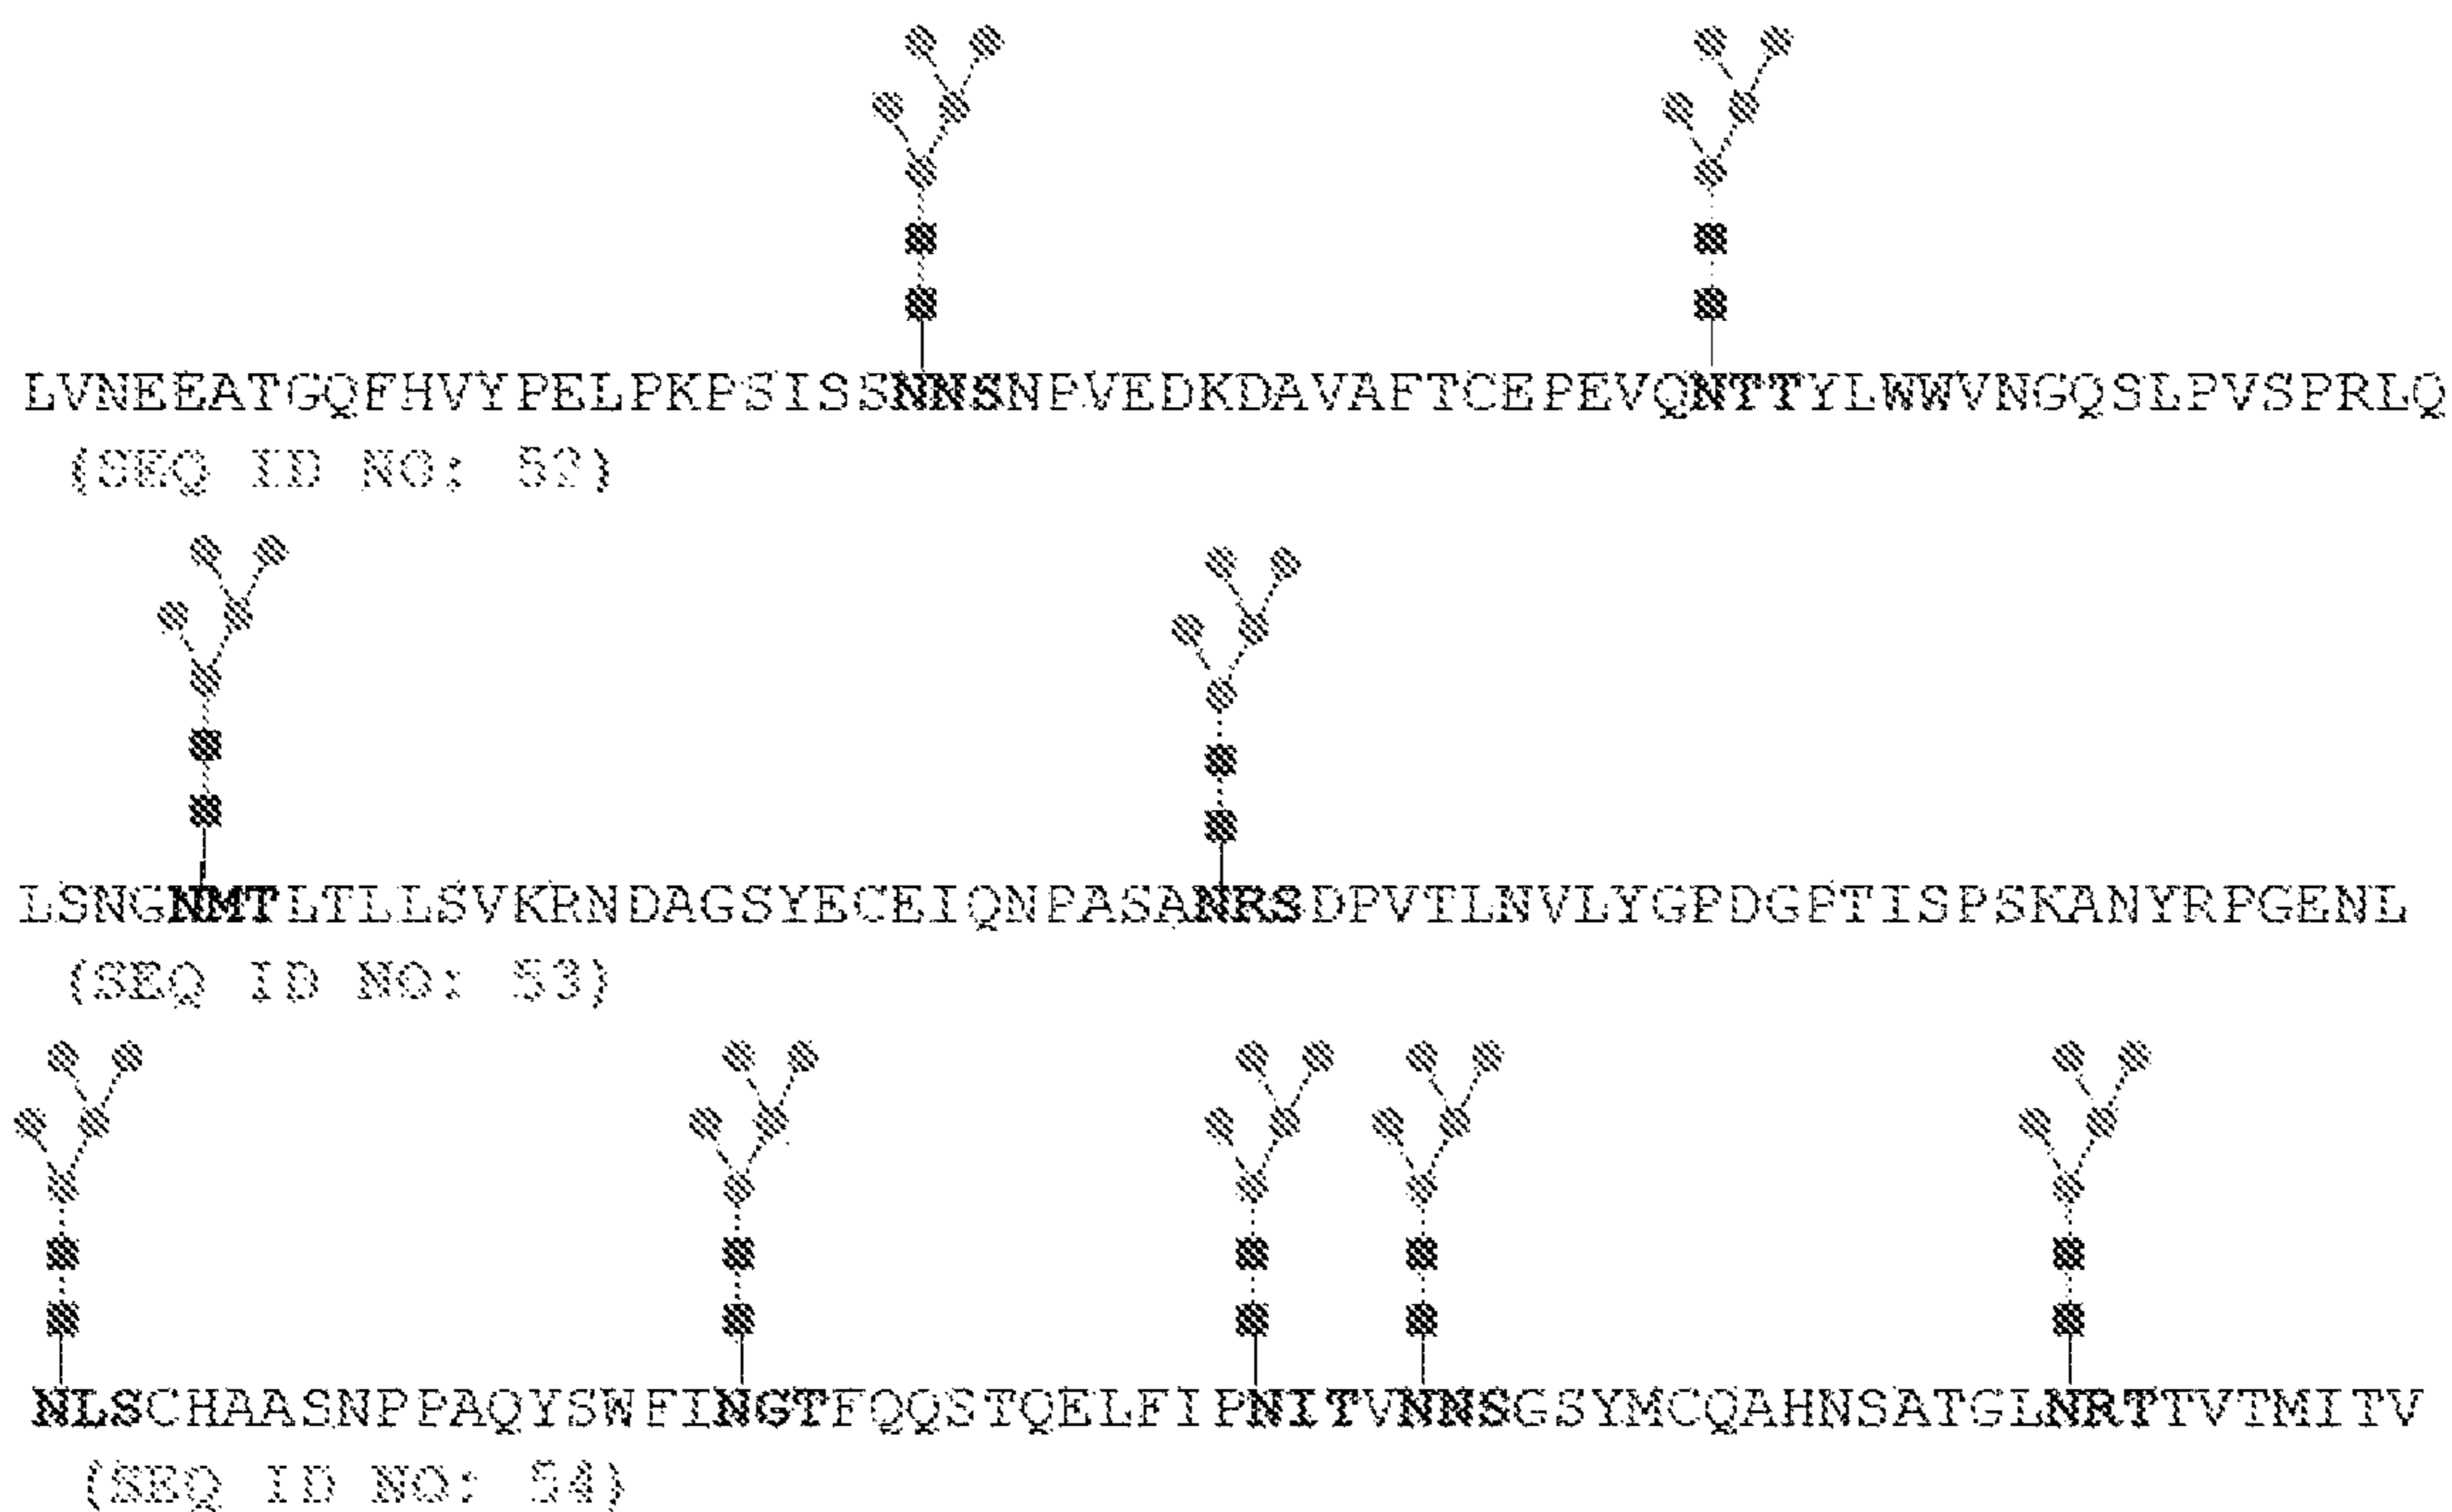 LVNEEATGQFHVYPELPKPSISSNNSNPVEDKDAVAFTCEPEVQNTTYLWWVNGQSLPVSPRLQ
(SEQ ID NO: 52)
LSNGNMTLTLLSVKRNDAGSYECEIQNPASANRSDPVTLNVLYGPDGPTISPSKANYRPGENL
(SEQ ID NO: 53)
NLSCHAASNPPAQYSWFINGTFQQSTQELFIPNITVNNSGSYMCQAHNSATGLNRTTVTMITV
(SEQ ID NO: 54)